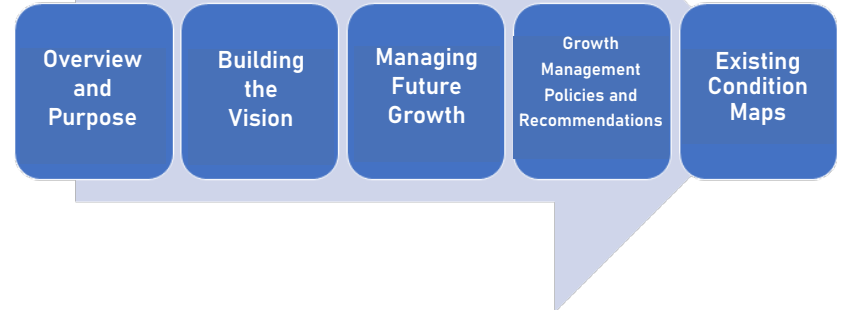 Overview
and
Purpose
Building
the
Vision
Managing
Future
Growth
Growth
Management
Policies and
Recommendations
Existing
Condition
Maps